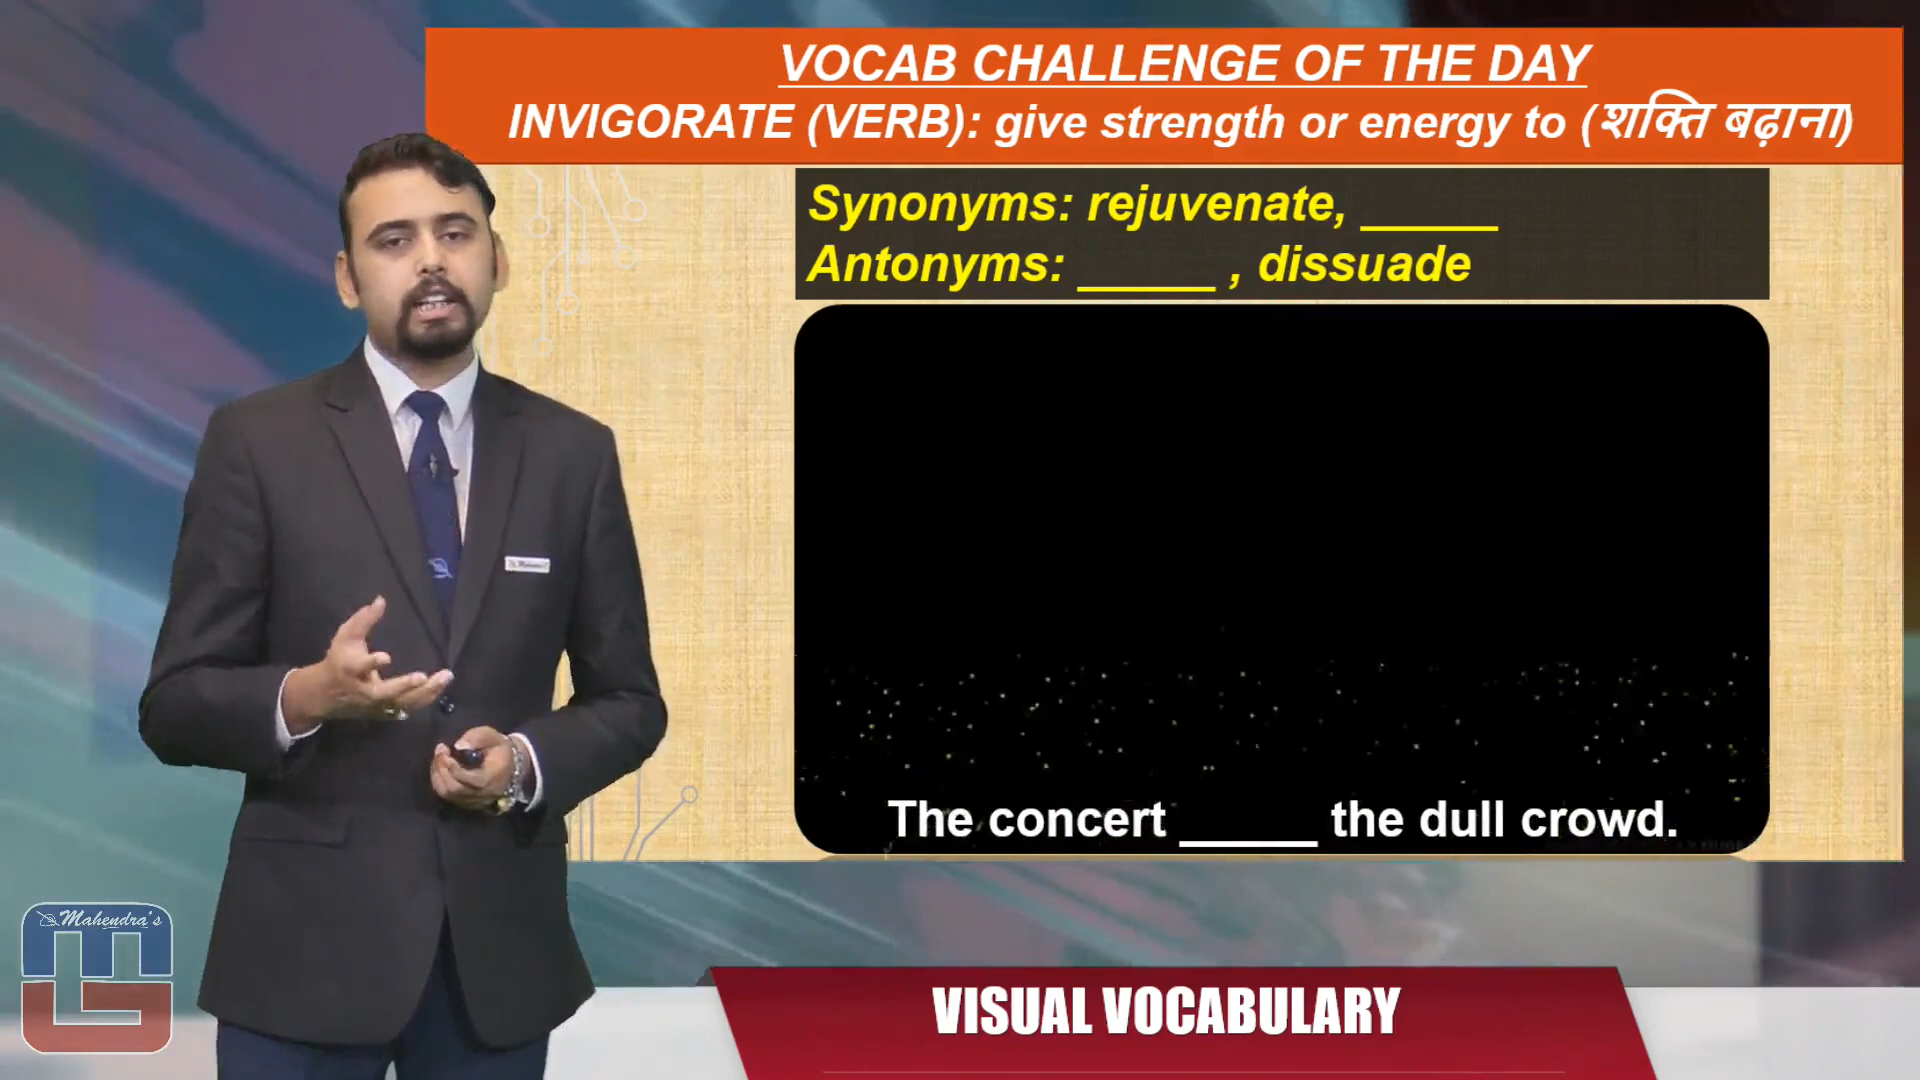 VOCAB CHALLENGE OF THE DAY
INVIGORATE (VERB): give strength or energy to (शक्ति बढ़ाना)
Synonyms: rejuvenate, _____
Antonyms: _____ , dissuade
The concert _____ the dull crowd.
Mahendra's
VISUAL VOCABULARY